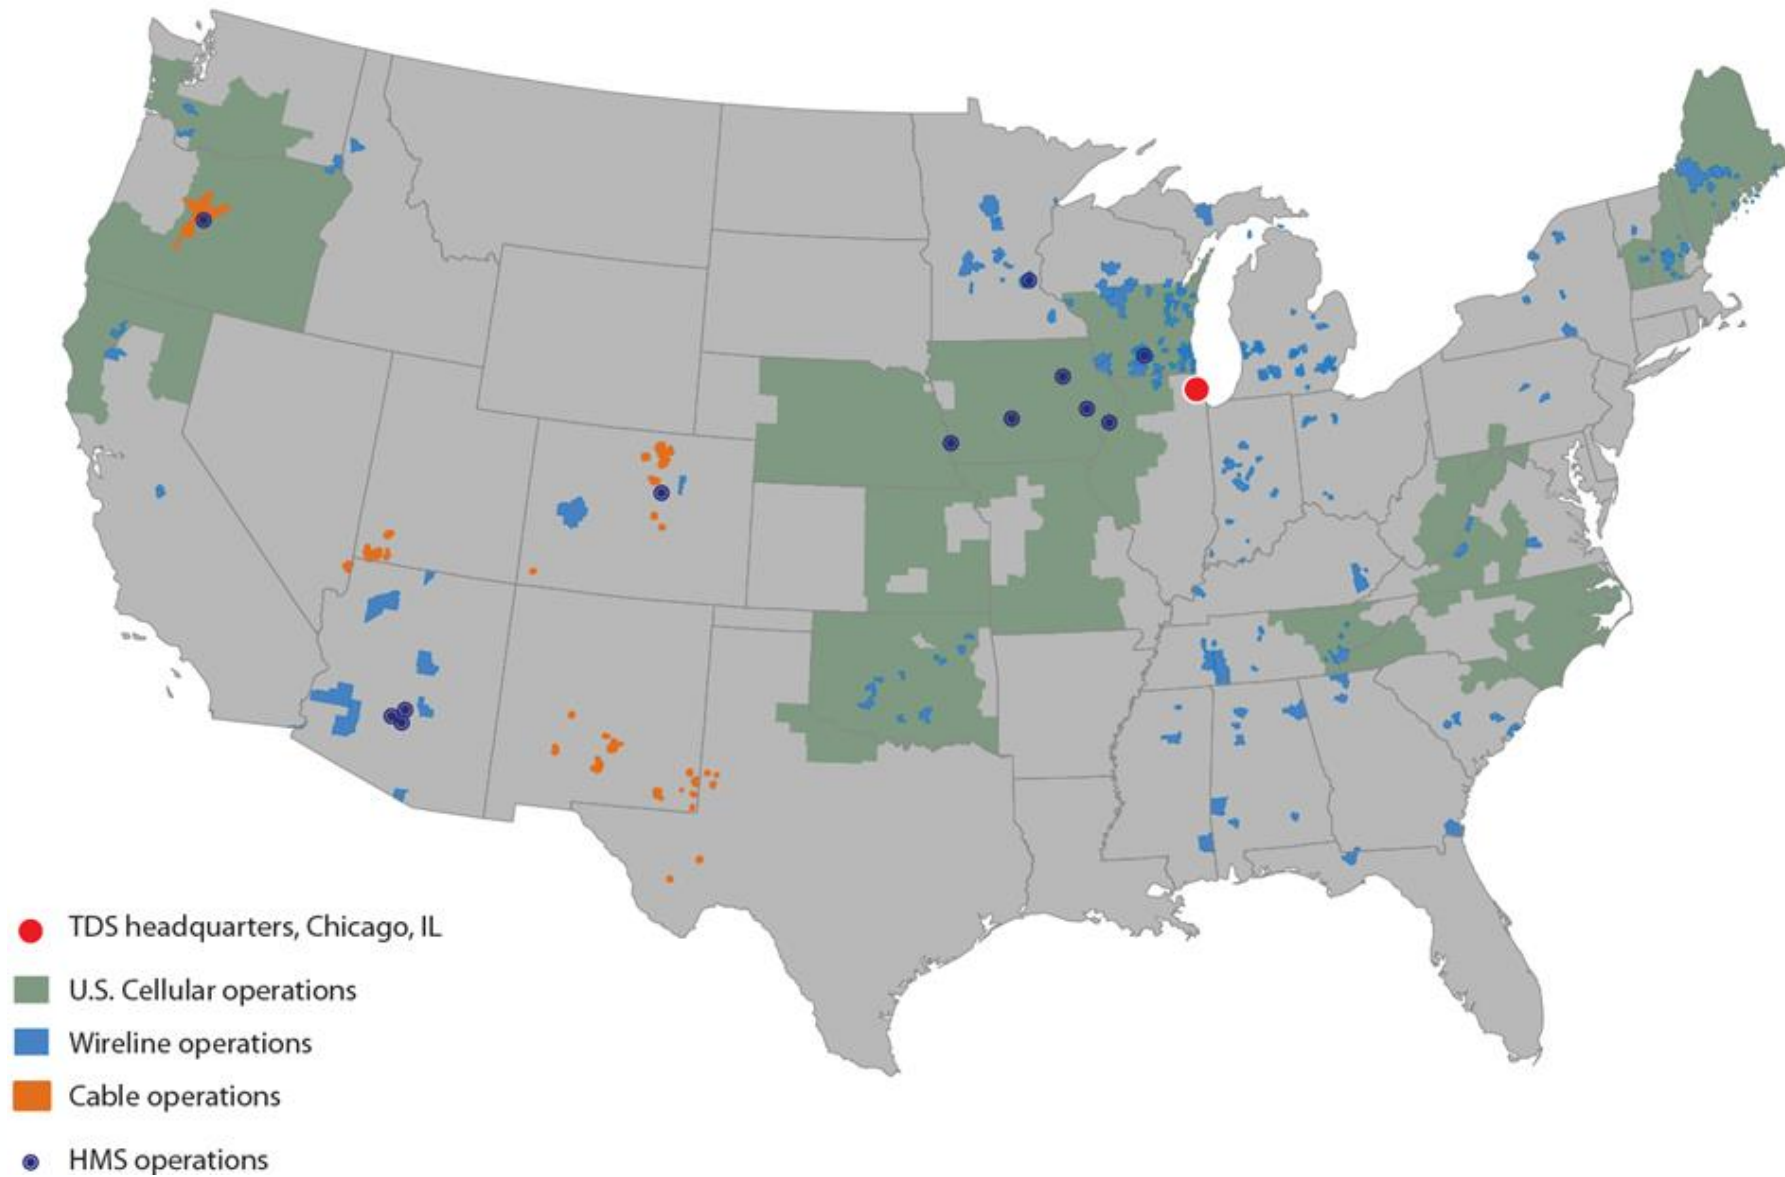 TDS headquarters, Chicago, IL
U.S. Cellular operations
Wireline operations
Cable operations
HMS operations